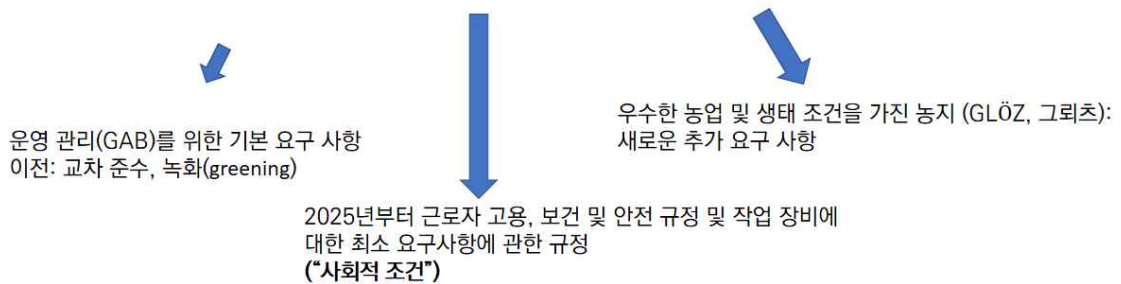 운영 관리(GAB)를 위한 기본 요구 사항
이전: 교차 준수, 녹화(greening)
우수한 농업 및 생태 조건을 가진 농지 (GLÖZ, 그뢰츠):
새로운 추가 요구 사항
2025년부터 근로자 고용, 보건 및 안전 규정 및 작업 장비에
대한 최소 요구사항에 관한 규정
(“사회적 조건”)